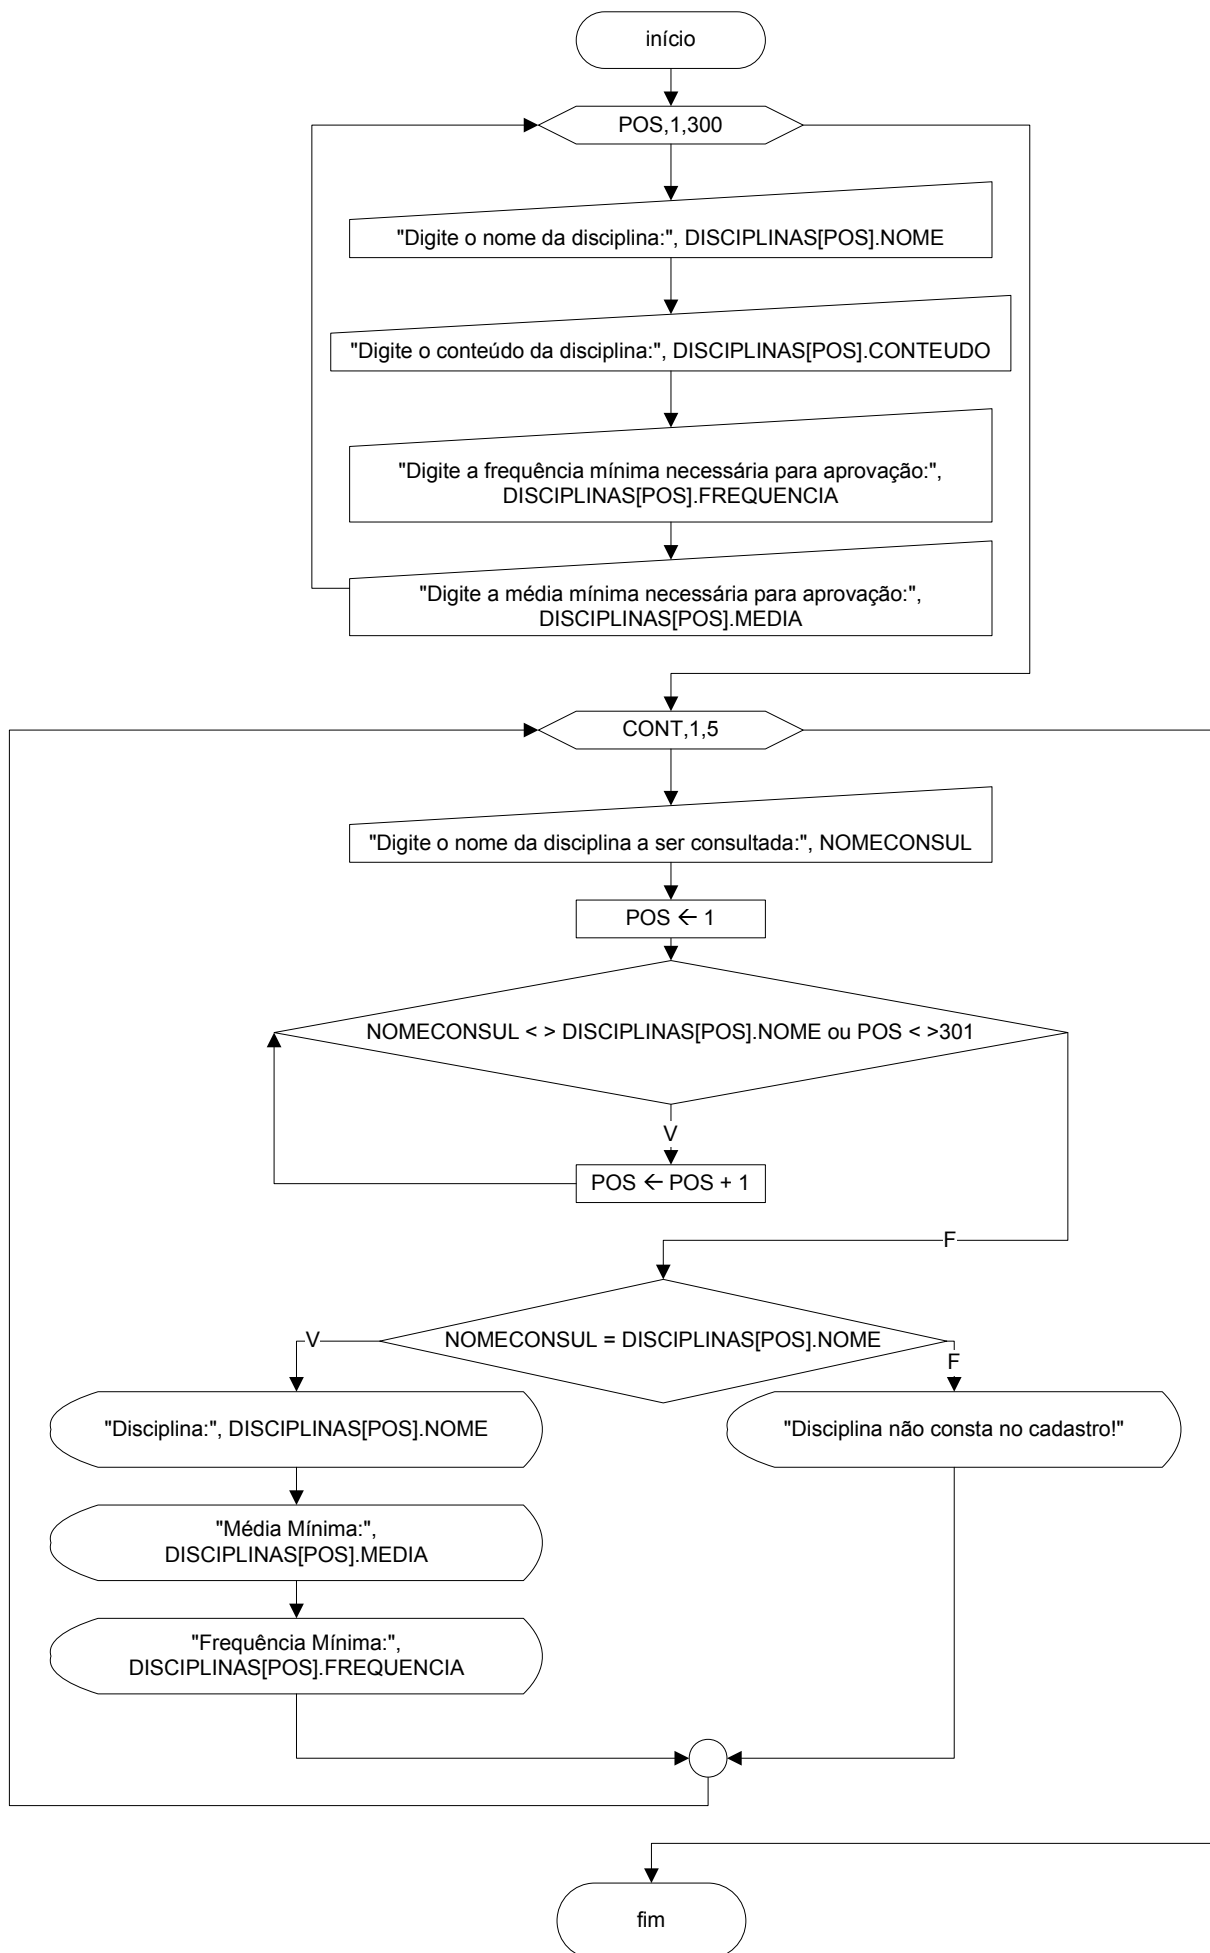 início
POS,1,300
"Digite o nome da disciplina:", DISCIPLINAS[POS].NOME
"Digite o conteúdo da disciplina:", DISCIPLINAS[POS].CONTEUDO
"Digite a frequência mínima necessária para aprovação:",
DISCIPLINAS[POS].FREQUENCIA
"Digite a média mínima necessária para aprovação:",
DISCIPLINAS[POS].MEDIA
CONT,1,5
"Digite o nome da disciplina a ser consultada:", NOMECONSUL
POS ← 1
NOMECONSUL < > DISCIPLINAS[POS].NOME ou POS < >301
V
POS ← POS + 1
F
NOMECONSUL = DISCIPLINAS[POS].NOME
V
F
"Disciplina:", DISCIPLINAS[POS].NOME
"Disciplina não consta no cadastro!"
"Média Mínima:",
DISCIPLINAS[POS].MEDIA
"Frequência Mínima:",
DISCIPLINAS[POS].FREQUENCIA
fim